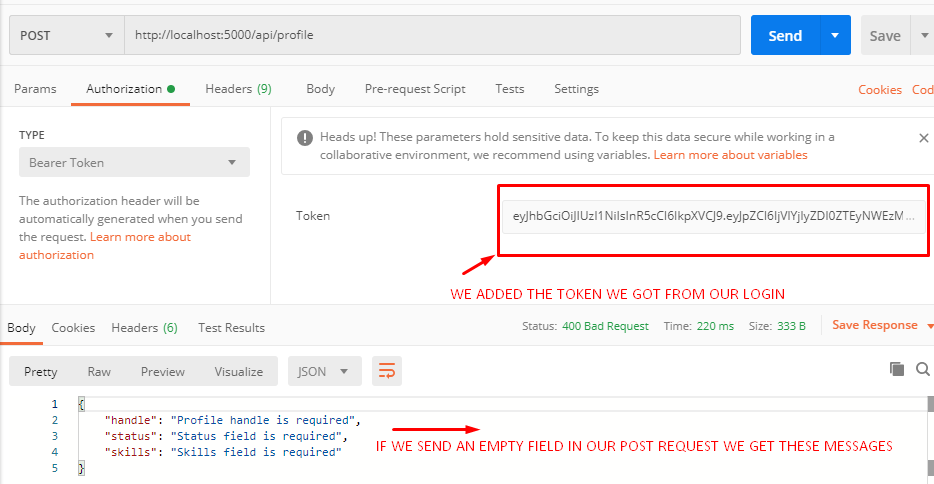 POST http://localhost:5000/api/profile Send Save
Params Authorization Headers (9) Body Pre-request Script Tests Settings Cookies Cod
TYPE
Bearer Token
The authorization header will be
automatically generated when you send
the request. Learn more about
authorization
Heads up! These parameters hold sensitive data. To keep this data secure while working in a
collaborative environment, we recommend using variables. Learn more about variables
Token eyJhbGciOiJIUzI1NiIsInR5cCI6IkpXVCJ9.eyJpZCI6IjVlYjIyZDI0ZTEyNWEzM...
WE ADDED THE TOKEN WE GOT FROM OUR LOGIN
Body Cookies Headers (6) Test Results Status: 400 Bad Request Time: 220 ms Size: 333 B Save Response
Pretty Raw Preview Visualize JSON
1 {
2 "handle": "Profile handle is required",
3 "status": "Status field is required",
4 "skills": "Skills field is required"
5 }
IF WE SEND AN EMPTY FIELD IN OUR POST REQUEST WE GET THESE MESSAGES